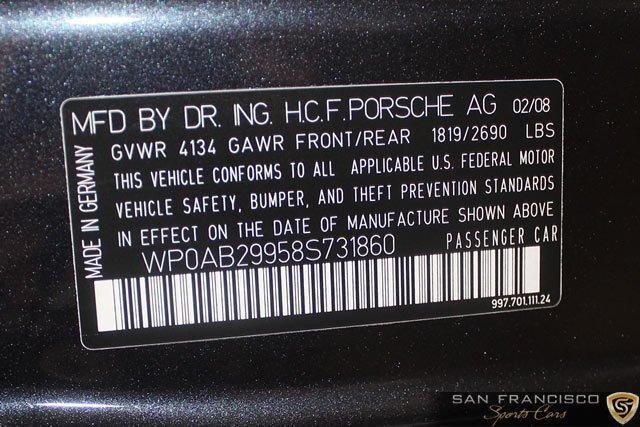 MFD BY DR. ING. H.C.F. PORSCHE AG 02/08
GVWR 4134 GAWR FRONT/REAR 1819/2690 LBS
THIS VEHICLE CONFORMS TO ALL APPLICABLE U.S. FEDERAL MOTOR
VEHICLE SAFETY, BUMPER, AND THEFT PREVENTION STANDARDS
IN EFFECT ON THE DATE OF MANUFACTURE SHOWN ABOVE
WP0AB29958S731860 PASSENGER CAR
997.701.111.24
MADE IN GERMANY
SAN FRANCISCO
Sports Cars